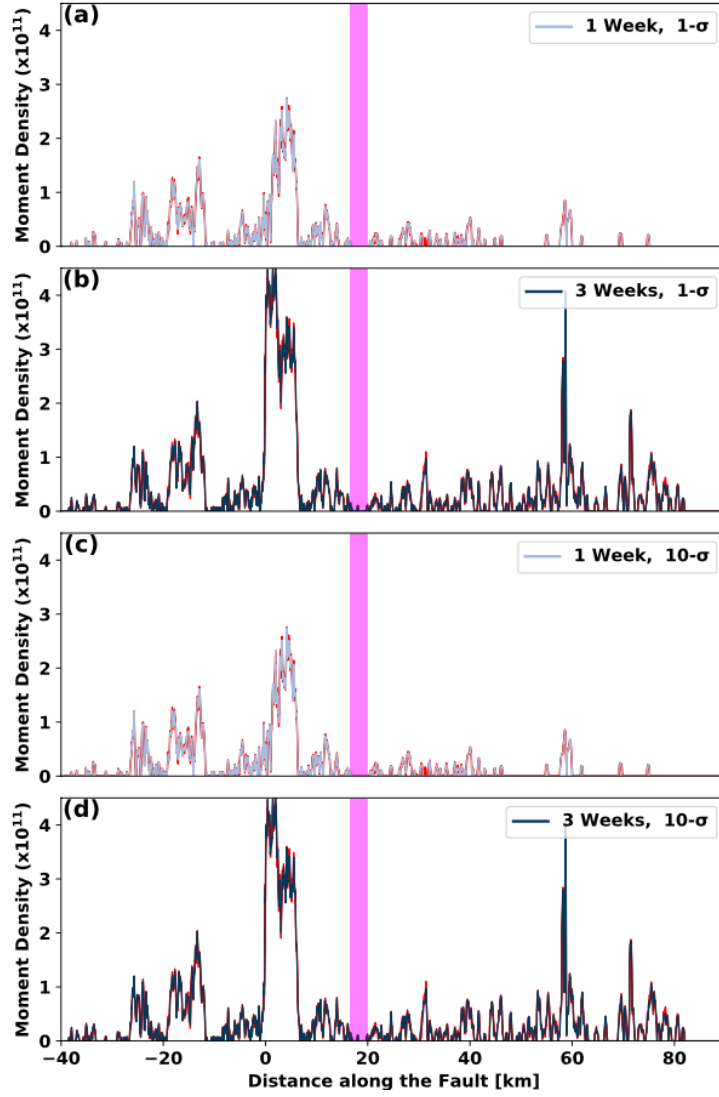 (a)
1 Week, 1-σ
Moment Density (x10¹¹)
4
3
2
1
0
(b)
3 Weeks, 1-σ
Moment Density (x10¹¹)
4
3
2
1
0
(c)
1 Week, 10-σ
Moment Density (x10¹¹)
4
3
2
1
0
(d)
3 Weeks, 10-σ
Moment Density (x10¹¹)
4
3
2
1
0
−40 −20 0 20 40 60 80
Distance along the Fault [km]